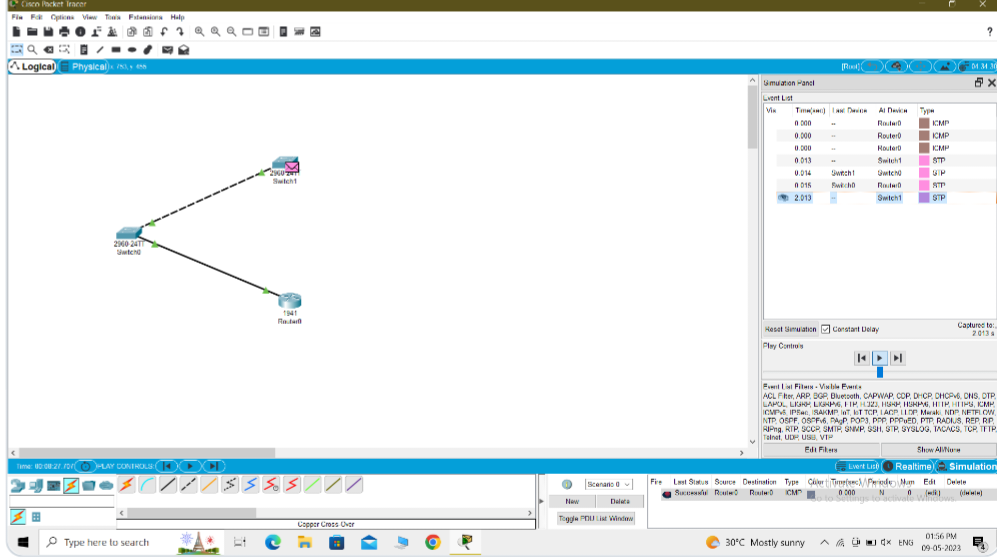 Cisco Packet Tracer
File Edit Options View Tools Extensions Help
?
Logical Physical x: 750, y: 455 [Root] 04:34:30
Simulation Panel
Event List
Vis. Time(sec) Last Device At Device Type
0.000 -- Router0 ICMP
0.000 -- Router0 ICMP
0.000 -- Router0 ICMP
0.013 -- Switch1 STP
0.014 Switch1 Switch0 STP
0.015 Switch0 Router0 STP
2.013 -- Switch1 STP
2960-24TT
Switch1
2960-24TT
Switch0
1941
Router0
Reset Simulation Constant Delay Captured to:
2.013 s
Play Controls
Event List Filters - Visible Events
ACL Filter, ARP, BGP, Bluetooth, CAPWAP, CDP, DHCP, DHCPv6, DNS, DTP,
EAPOL, EIGRP, EIGRPv6, FTP, H.323, HSRP, HSRPv6, HTTP, HTTPS, ICMP,
ICMPv6, IPSec, ISAKMP, IoT, IoT TCP, LACP, LLDP, Meraki, NDP, NETFLOW,
NTP, OSPF, OSPFv6, PAgP, POP3, PPP, PPPoED, PTP, RADIUS, REP, RIP,
RIPng, RTP, SCCP, SMTP, SNMP, SSH, STP, SYSLOG, TACACS, TCP, TFTP,
Telnet, UDP, USB, VTP
Edit Filters Show All/None
Time: 00:08:27.707 PLAY CONTROLS: Event List Realtime Simulation
Scenario 0
New Delete
Toggle PDU List Window
Fire Last Status Source Destination Type Color Time(sec) Periodic Num Edit Delete
Successful Router0 Router0 ICMP 0.000 N 0 (edit) (delete)
Go to Settings to activate Windows.
Copper Cross-Over
Type here to search
30°C Mostly sunny ENG 01:56 PM
09-05-2023
4